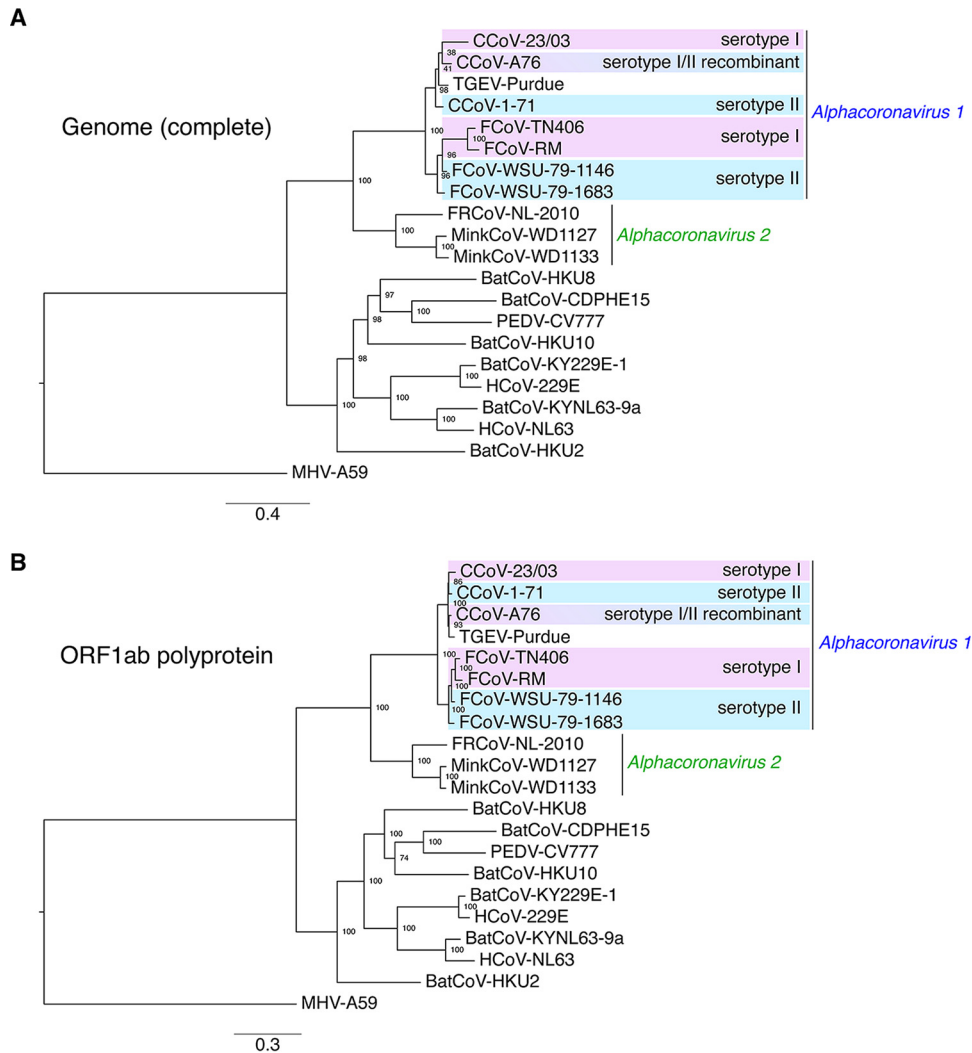 A
CCoV-23/03 serotype I
38
CCoV-A76 serotype I/II recombinant
41
TGEV-Purdue
98
CCoV-1-71 serotype II
Alphacoronavirus 1
Genome (complete)
100
FCoV-TN406
100
serotype I
FCoV-RM
96
FCoV-WSU-79-1146
96
serotype II
100
FCoV-WSU-79-1683
FRCoV-NL-2010
100
MinkCoV-WD1127
Alphacoronavirus 2
100
MinkCoV-WD1133
BatCoV-HKU8
97
BatCoV-CDPHE15
100
98
PEDV-CV777
BatCoV-HKU10
98
BatCoV-KY229E-1
100
HCoV-229E
100
100
BatCoV-KYNL63-9a
100
HCoV-NL63
BatCoV-HKU2
MHV-A59
0.4
B
CCoV-23/03 serotype I
86
CCoV-1-71 serotype II
100
CCoV-A76 serotype I/II recombinant
93
TGEV-Purdue
Alphacoronavirus 1
ORF1ab polyprotein
100
FCoV-TN406
100
serotype I
FCoV-RM
100
FCoV-WSU-79-1146
100
serotype II
100
FCoV-WSU-79-1683
FRCoV-NL-2010
100
MinkCoV-WD1127
Alphacoronavirus 2
100
MinkCoV-WD1133
BatCoV-HKU8
100
BatCoV-CDPHE15
100
74
PEDV-CV777
BatCoV-HKU10
100
BatCoV-KY229E-1
100
HCoV-229E
100
100
BatCoV-KYNL63-9a
100
HCoV-NL63
BatCoV-HKU2
MHV-A59
0.3